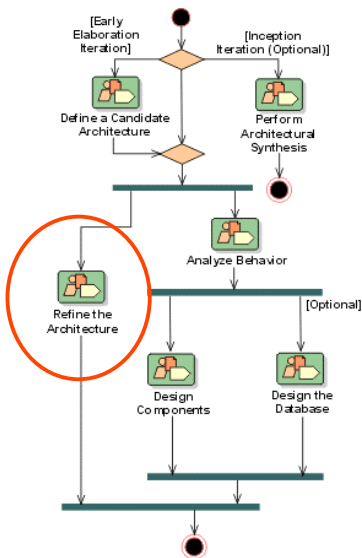 [Early
Elaboration
Iteration]
[Inception
Iteration (Optional)]
Define a Candidate
Architecture
Perform
Architectural
Synthesis
Analyze Behavior
Refine the
Architecture
[Optional]
Design
Components
Design the
Database